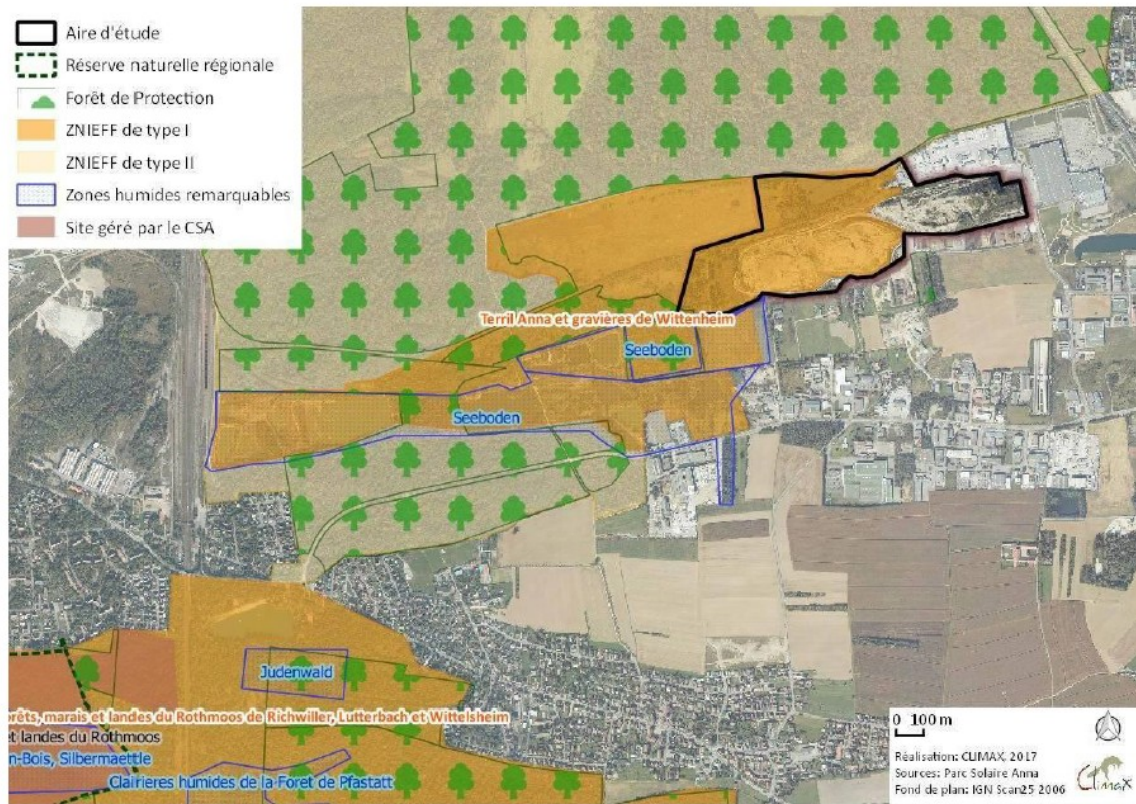 Aire d'étude
Réserve naturelle régionale
Forêt de Protection
ZNIEFF de type I
ZNIEFF de type II
Zones humides remarquables
Site géré par le CSA
Terril Anna et gravières de Wittenheim
Seeboden
Seeboden
Judenwald
orêts, marais et landes du Rothmoos de Richwiller, Lutterbach et Wittelsheim
et landes du Rothmoos
n-Bois, Silbermaettle
Clairieres humides de la Foret de Pfastatt
0 100 m
Réalisation: CLIMAX, 2017
Sources: Parc Solaire Anna
Fond de plan: IGN Scan25 2006
Climax